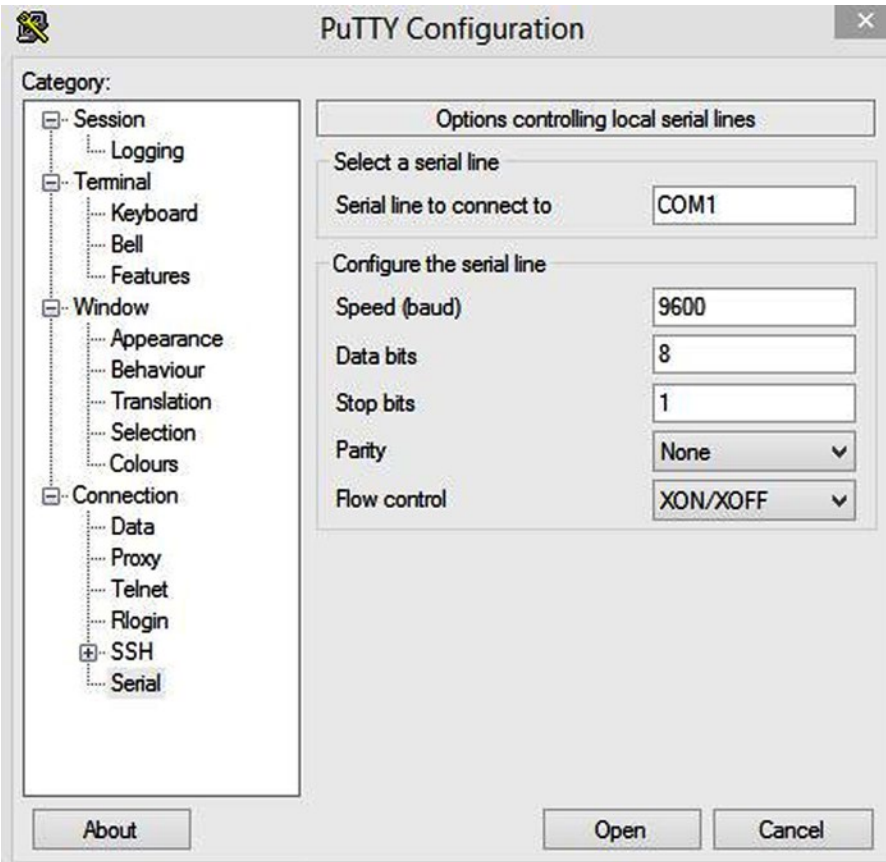 PuTTY Configuration
Category:
Session
Logging
Terminal
Keyboard
Bell
Features
Window
Appearance
Behaviour
Translation
Selection
Colours
Connection
Data
Proxy
Telnet
Rlogin
SSH
Serial
Options controlling local serial lines
Select a serial line
Serial line to connect to COM1
Configure the serial line
Speed (baud) 9600
Data bits 8
Stop bits 1
Parity None
Flow control XON/XOFF
About Open Cancel